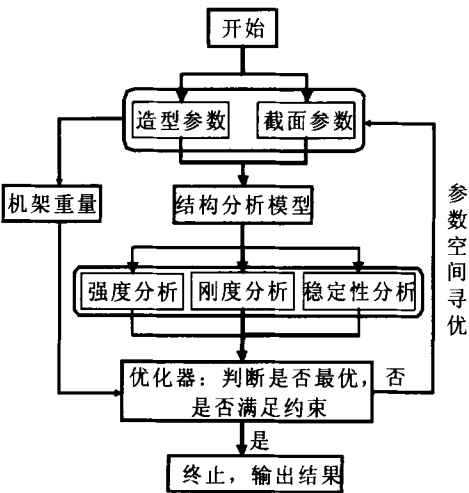 开始
造型参数
截面参数
机架重量
结构分析模型
参数空间寻优
强度分析
刚度分析
稳定性分析
优化器：判断是否最优，
是否满足约束
否
是
终止，输出结果